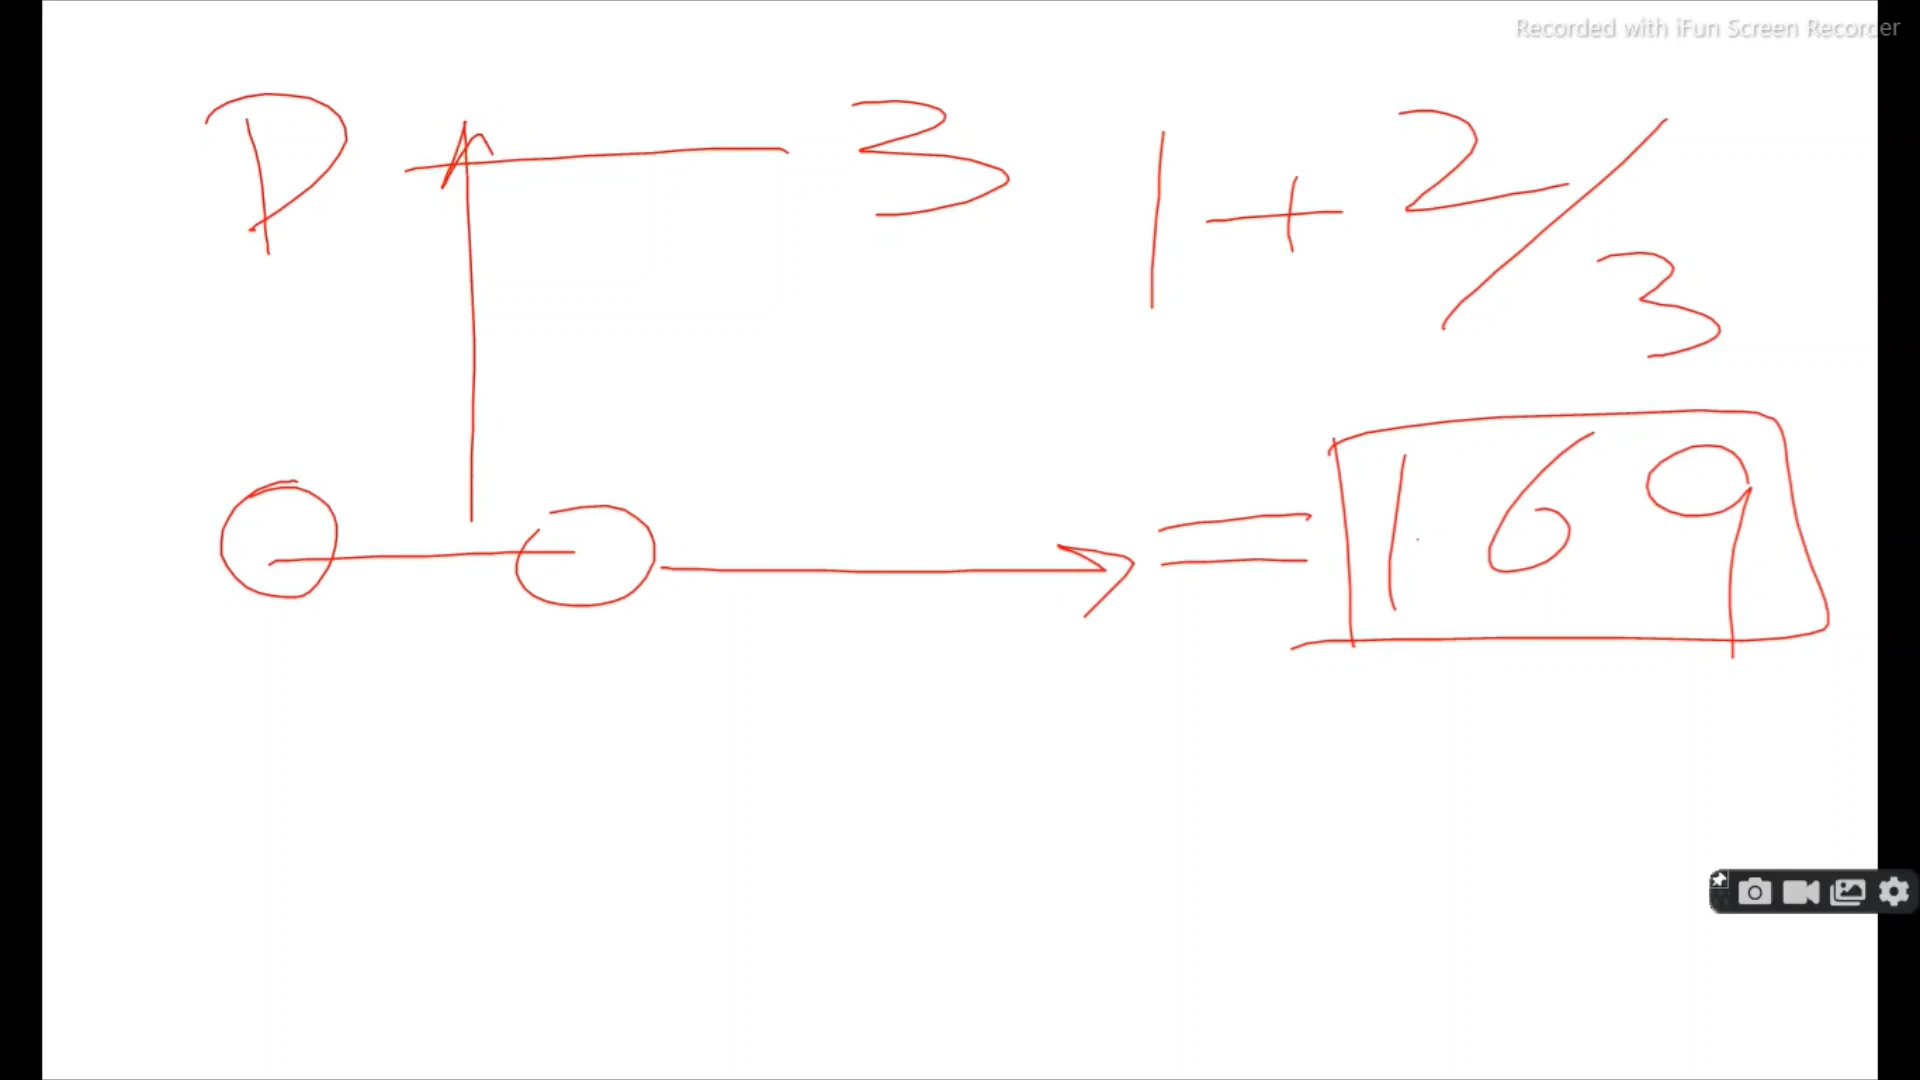 Recorded with iFun Screen Recorder
P 3 1 + 2/3
= 169